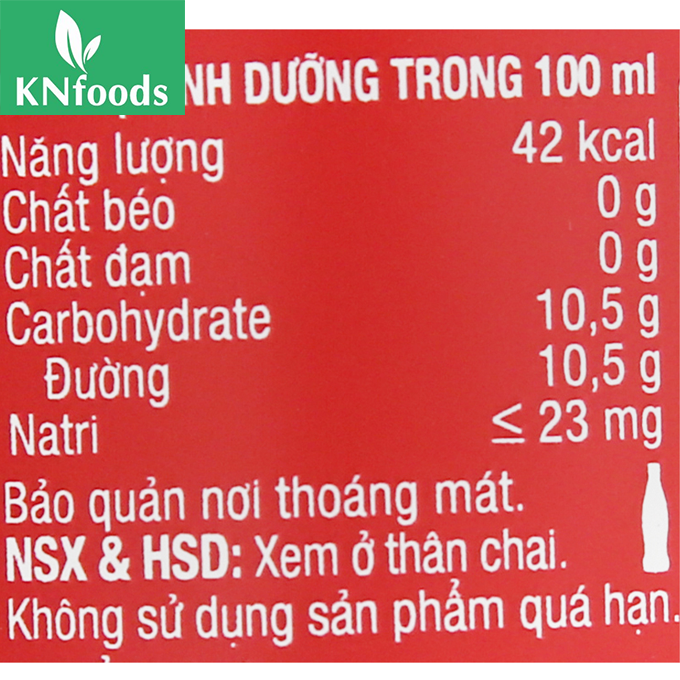 KNfoods
NH DƯỠNG TRONG 100 ml
Năng lượng 42 kcal
Chất béo 0 g
Chất đạm 0 g
Carbohydrate 10,5 g
Đường 10,5 g
Natri ≤ 23 mg
Bảo quản nơi thoáng mát.
NSX & HSD: Xem ở thân chai.
Không sử dụng sản phẩm quá hạn.